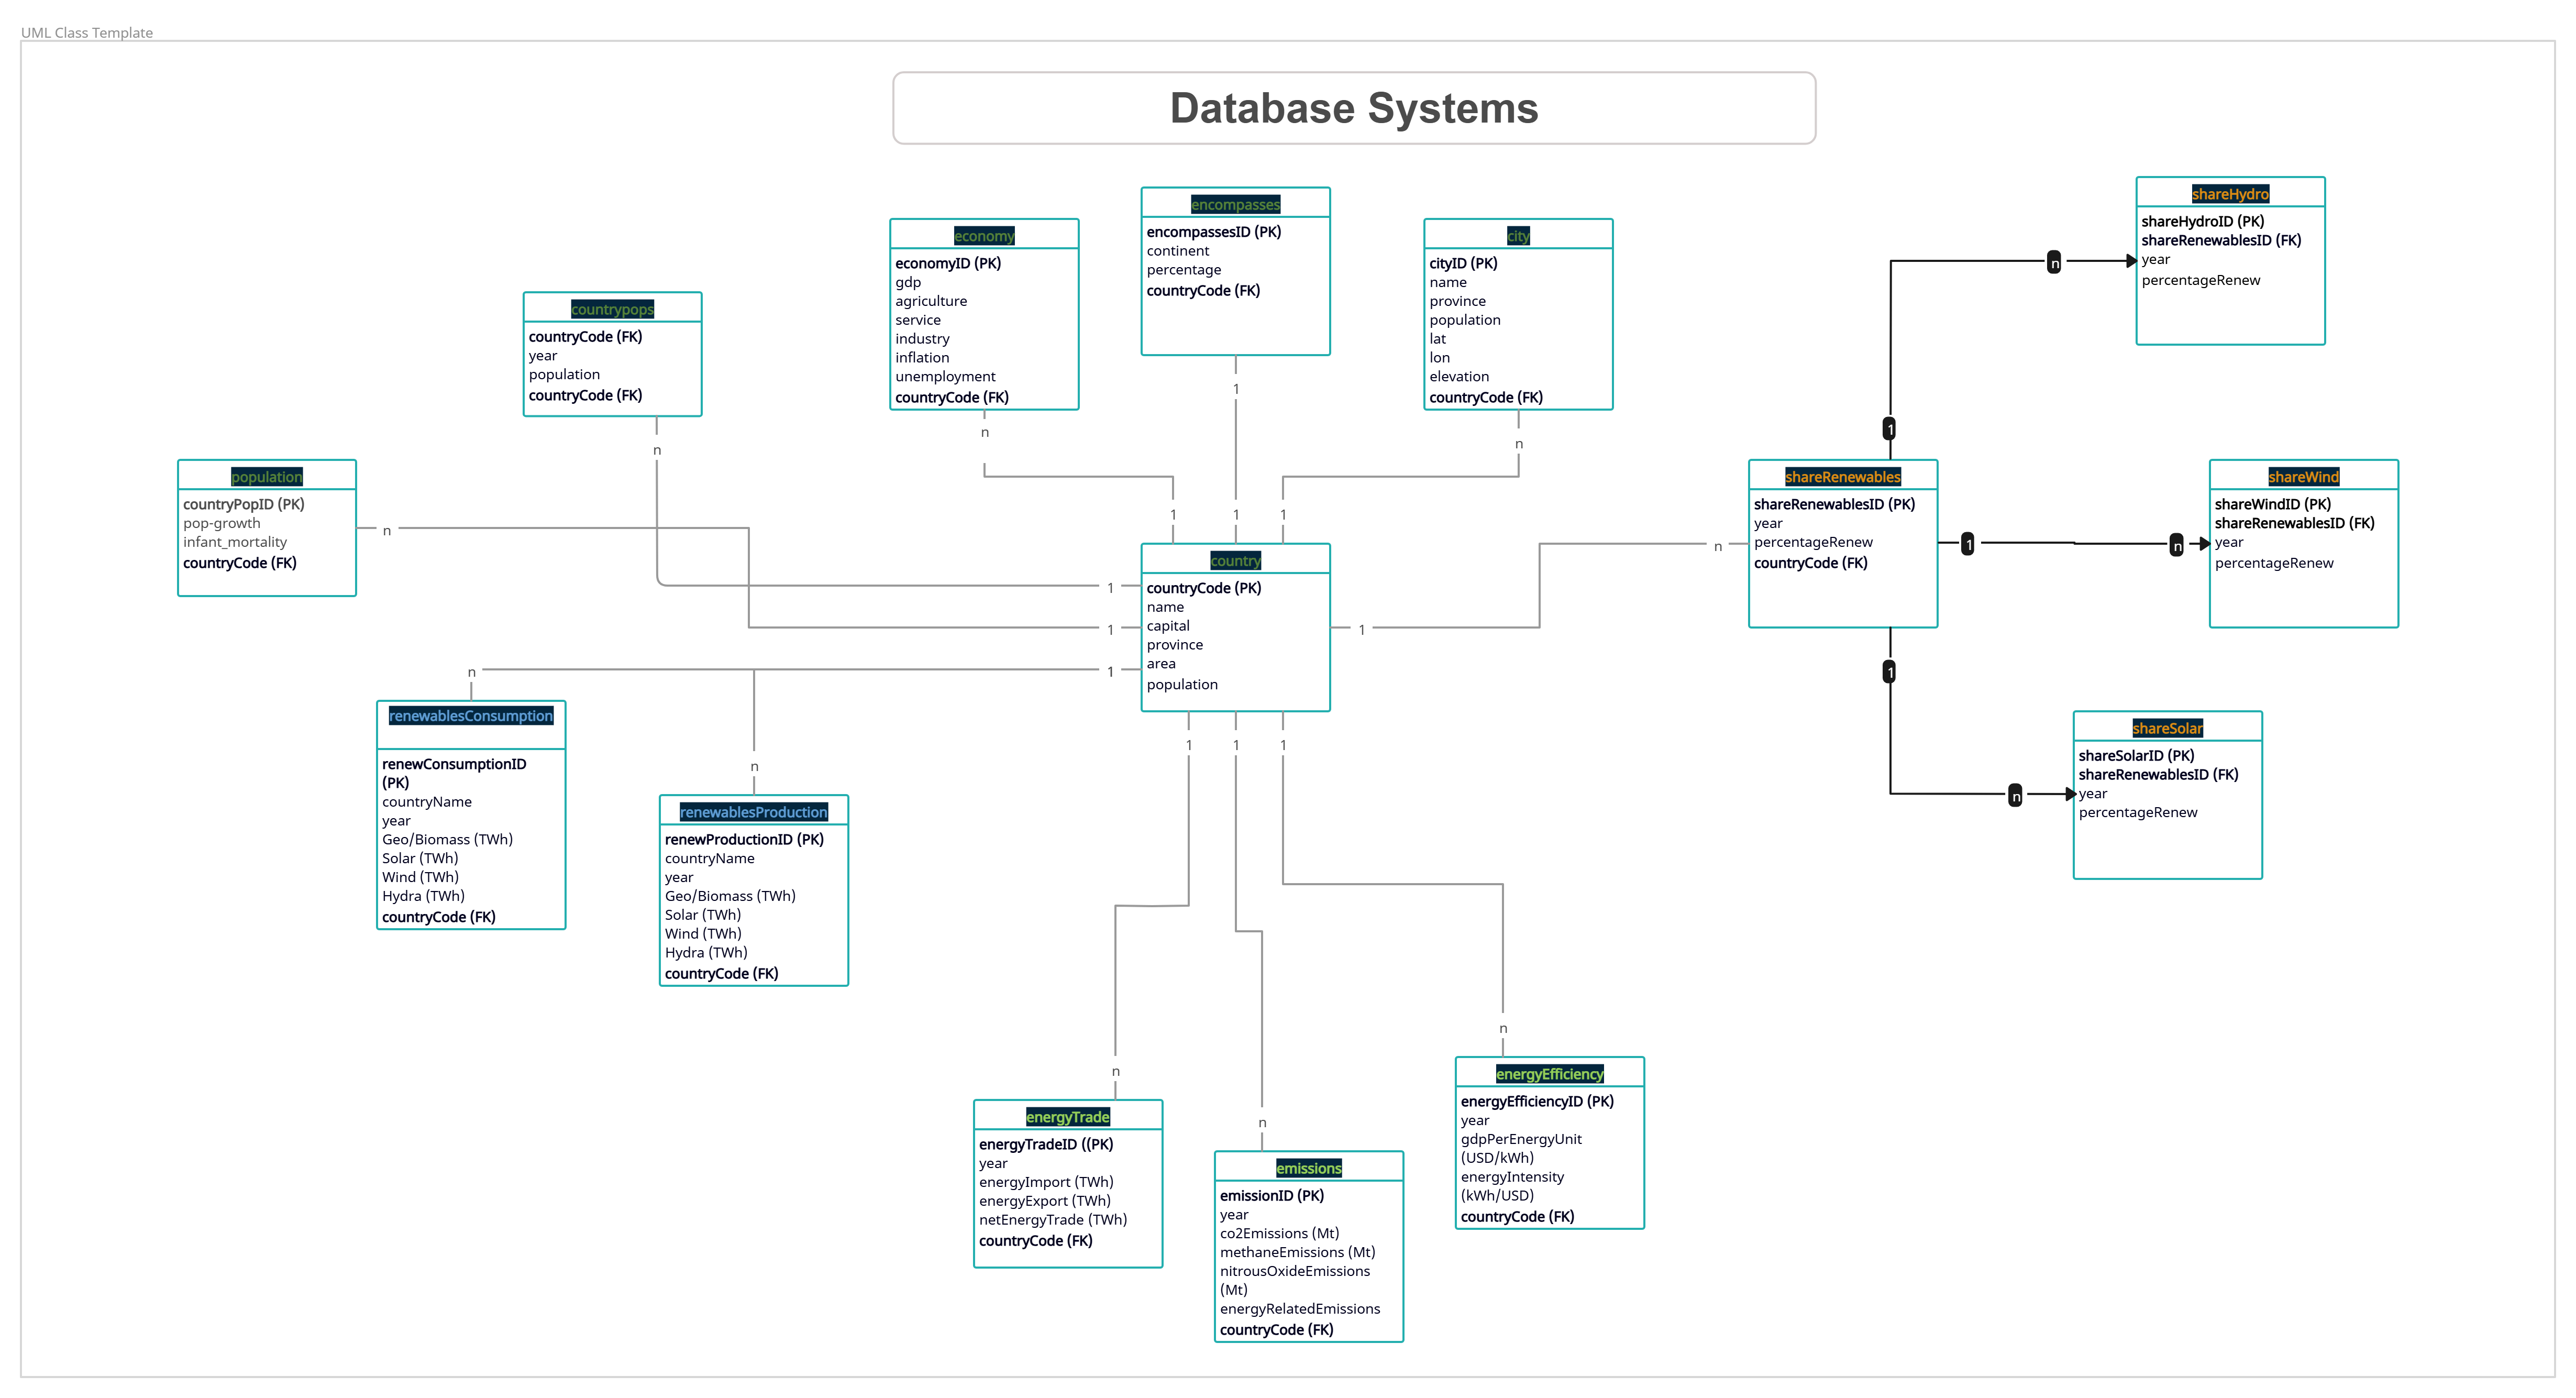 UML Class Template
Database Systems
encompasses
encompassesID (PK)
continent
percentage
countryCode (FK)
1
economy
economyID (PK)
gdp
agriculture
service
industry
inflation
unemployment
countryCode (FK)
n
city
cityID (PK)
name
province
population
lat
lon
elevation
countryCode (FK)
n
countrypops
countryCode (FK)
year
population
countryCode (FK)
n
population
countryPopID (PK)
pop-growth
infant_mortality
countryCode (FK)
n
1
1
1
country
countryCode (PK)
name
capital
province
area
population
1
1
1
1
1
1
1
renewablesConsumption
renewConsumptionID
(PK)
countryName
year
Geo/Biomass (TWh)
Solar (TWh)
Wind (TWh)
Hydra (TWh)
countryCode (FK)
n
renewablesProduction
renewProductionID (PK)
countryName
year
Geo/Biomass (TWh)
Solar (TWh)
Wind (TWh)
Hydra (TWh)
countryCode (FK)
n
energyTrade
energyTradeID ((PK)
year
energyImport (TWh)
energyExport (TWh)
netEnergyTrade (TWh)
countryCode (FK)
n
emissions
emissionID (PK)
year
co2Emissions (Mt)
methaneEmissions (Mt)
nitrousOxideEmissions
(Mt)
energyRelatedEmissions
countryCode (FK)
n
energyEfficiency
energyEfficiencyID (PK)
year
gdpPerEnergyUnit
(USD/kWh)
energyIntensity
(kWh/USD)
countryCode (FK)
n
shareRenewables
shareRenewablesID (PK)
year
percentageRenew
countryCode (FK)
n
1
1
1
shareHydro
shareHydroID (PK)
shareRenewablesID (FK)
year
percentageRenew
n
shareWind
shareWindID (PK)
shareRenewablesID (FK)
year
percentageRenew
n
shareSolar
shareSolarID (PK)
shareRenewablesID (FK)
year
percentageRenew
n